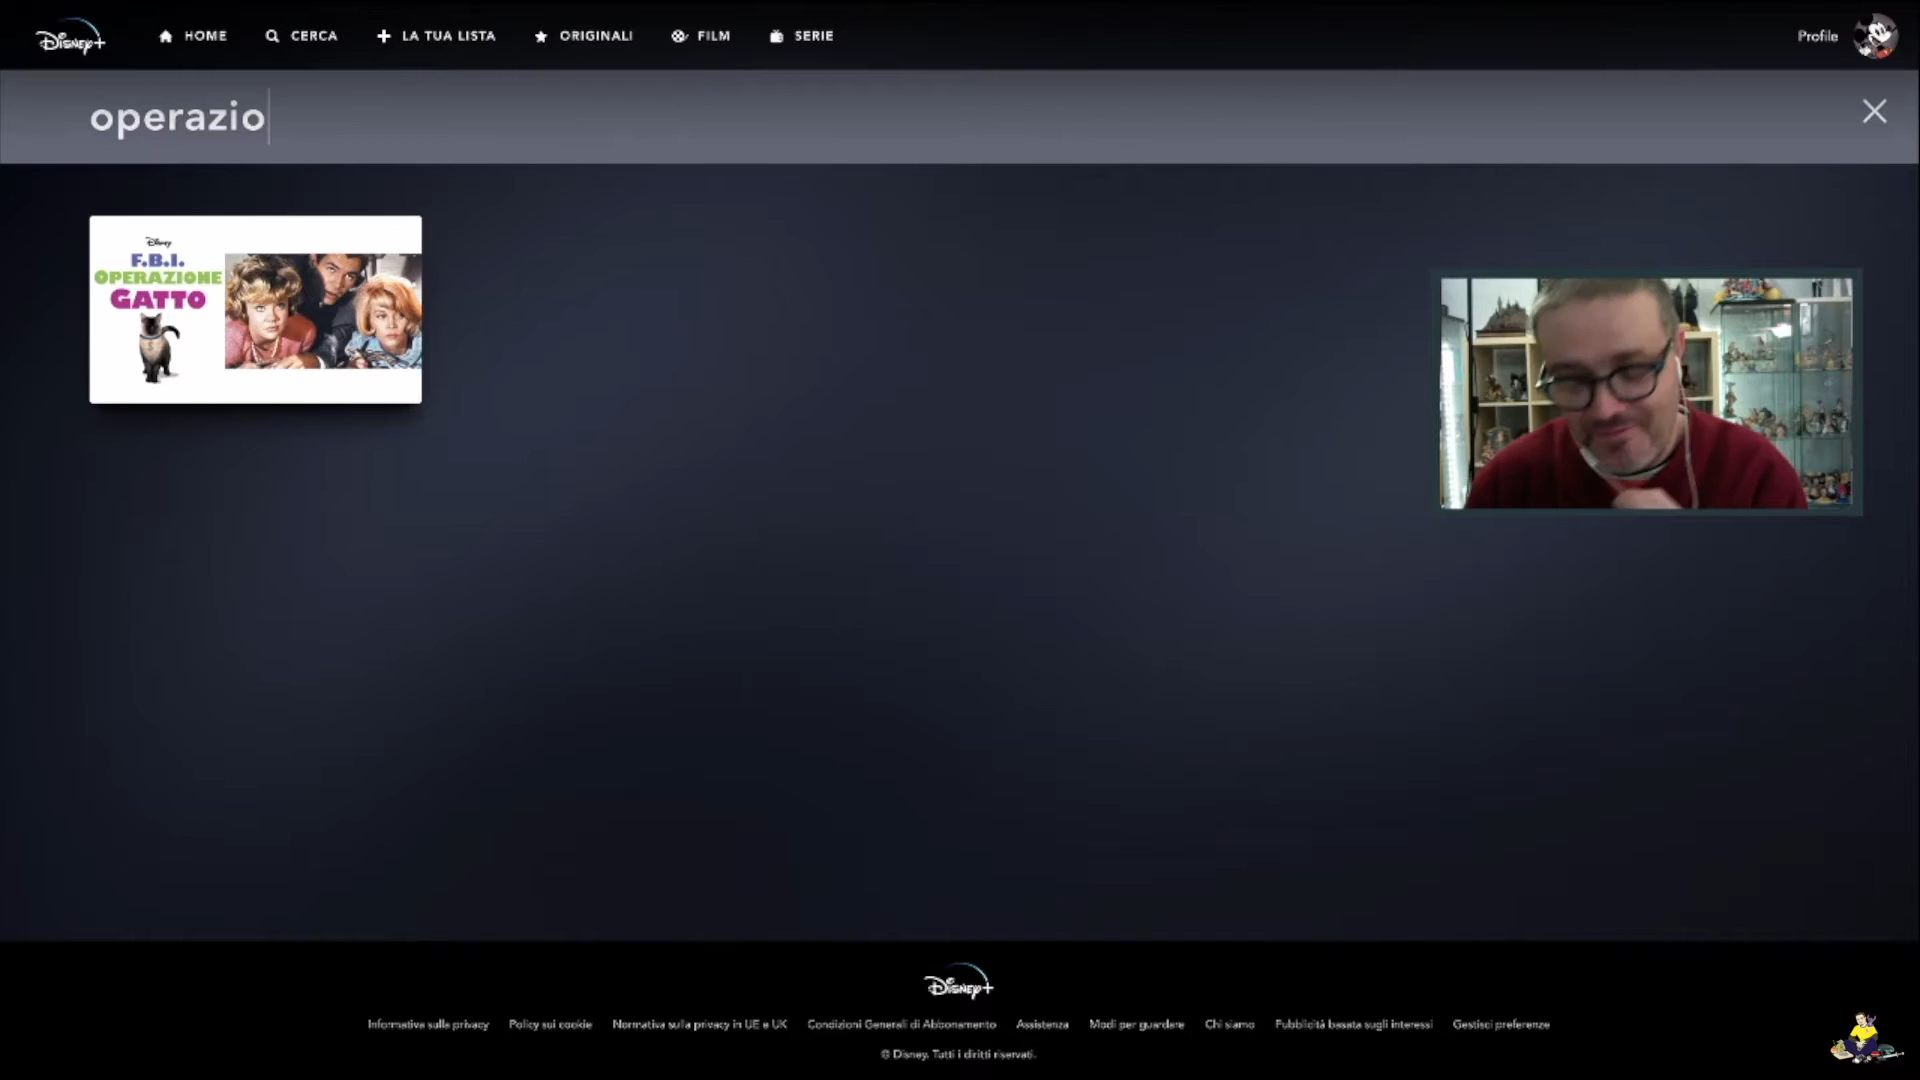 Disney+
HOME
CERCA
LA TUA LISTA
ORIGINALI
FILM
SERIE
Profile
operazio
Disney
F.B.I.
OPERAZIONE
GATTO
Disney+
Informativa sulla privacy
Policy sui cookie
Normativa sulla privacy in UE e UK
Condizioni Generali di Abbonamento
Assistenza
Modi per guardare
Chi siamo
Pubblicità basata sugli interessi
Gestisci preferenze
© Disney. Tutti i diritti riservati.